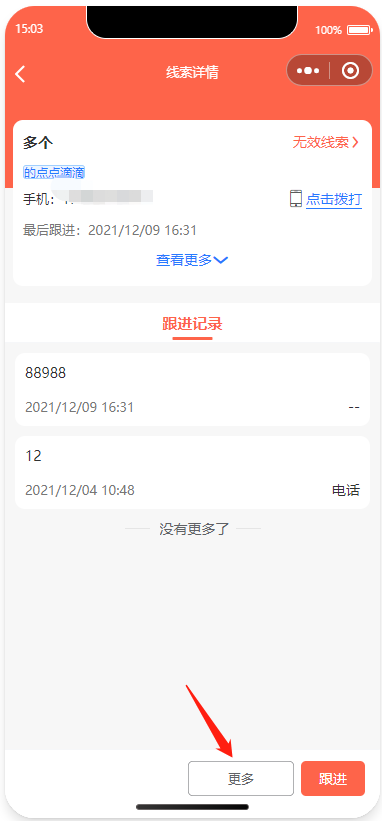 15:03 100%
线索详情
多个 无效线索
的点点滴滴
手机： 点击拨打
最后跟进：2021/12/09 16:31
查看更多
跟进记录
88988
2021/12/09 16:31 --
12
2021/12/04 10:48 电话
没有更多了
更多 跟进